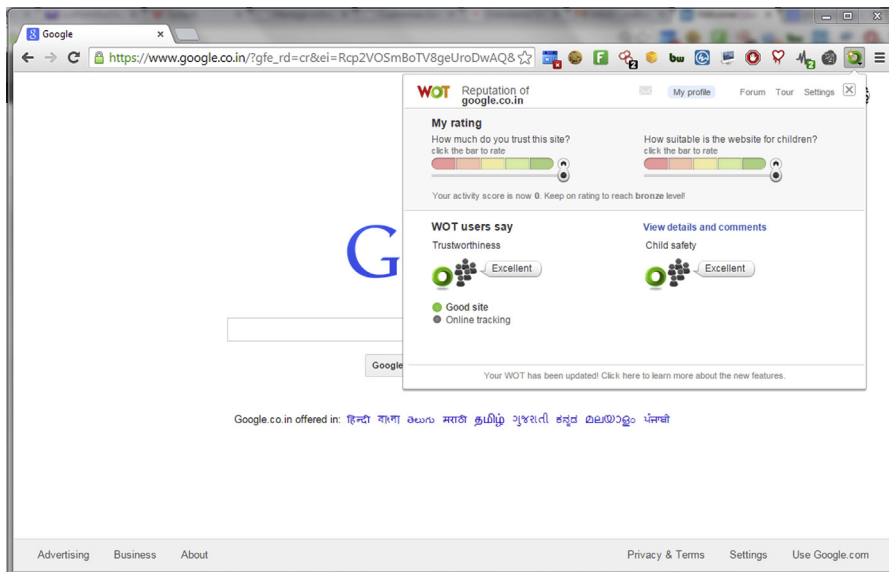 Google
https://www.google.co.in/?gfe_rd=cr&ei=Rcp2VOSmBoTV8geUroDwAQ&
WOT
Reputation of
google.co.in
My profile
Forum
Tour
Settings
My rating
How much do you trust this site?
click the bar to rate
How suitable is the website for children?
click the bar to rate
Your activity score is now 0. Keep on rating to reach bronze level!
WOT users say
View details and comments
Trustworthiness
Child safety
Excellent
Excellent
Good site
Online tracking
Your WOT has been updated! Click here to learn more about the new features.
G
Google
Google.co.in offered in: हिन्दी বাংলা తెలుగు मराठी தமிழ் ગુજરાતી ಕನ್ನಡ മലയാളം ਪੰਜਾਬੀ
Advertising Business About Privacy & Terms Settings Use Google.com